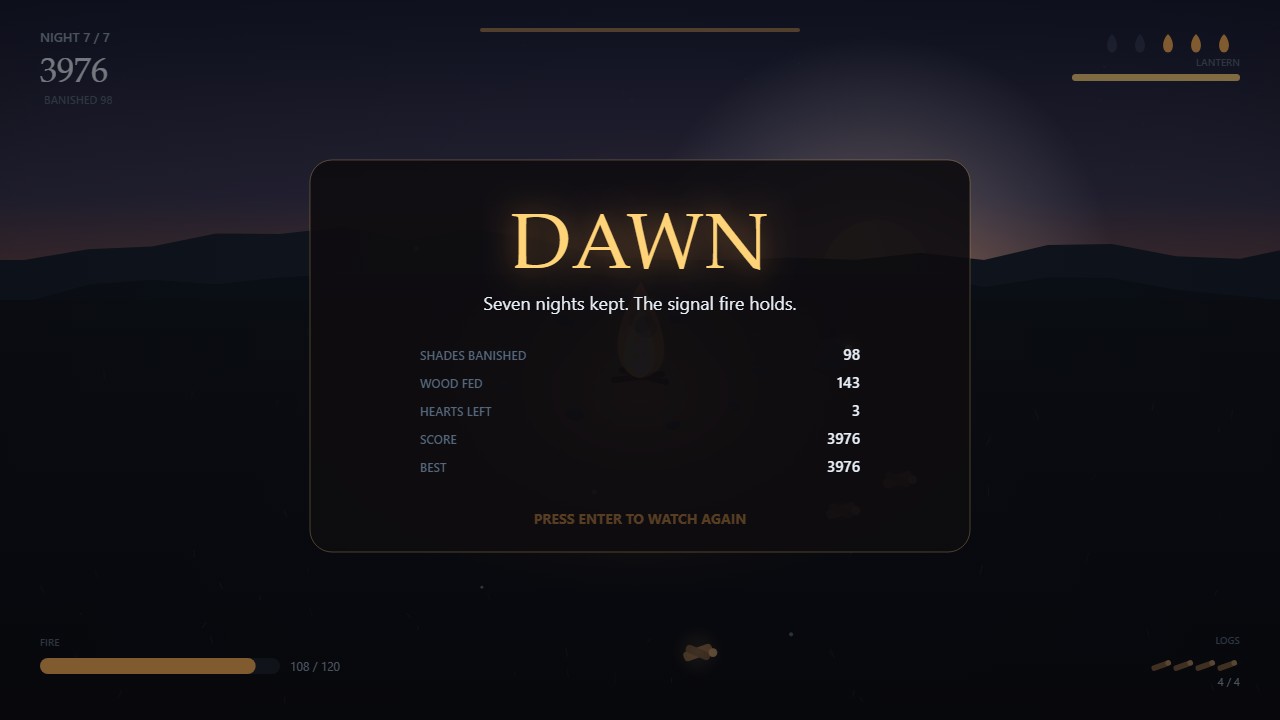 NIGHT 7 / 7
3976
BANISHED 98
LANTERN
DAWN
Seven nights kept. The signal fire holds.
SHADES BANISHED 98
WOOD FED 143
HEARTS LEFT 3
SCORE 3976
BEST 3976
PRESS ENTER TO WATCH AGAIN
FIRE
108 / 120
LOGS
4 / 4